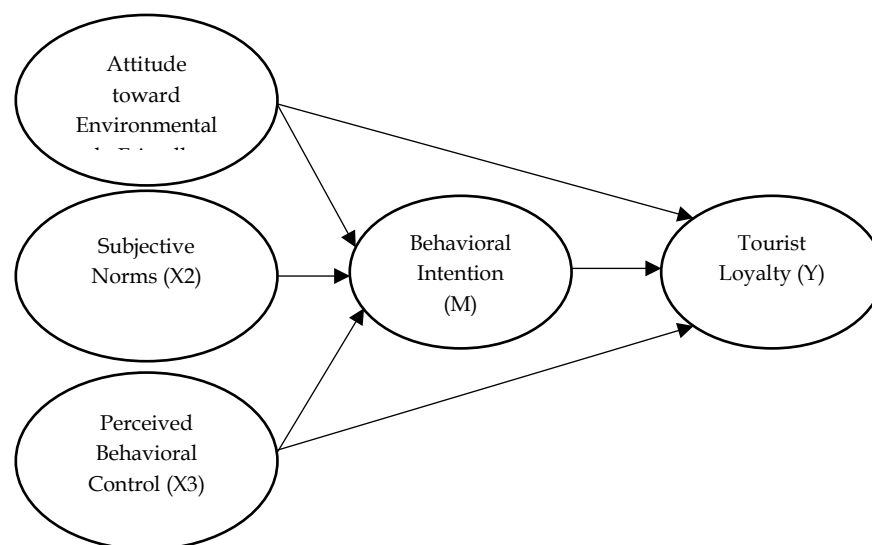 Attitude
toward
Environmental
Subjective
Norms (X2)
Behavioral
Intention
(M)
Tourist
Loyalty (Y)
Perceived
Behavioral
Control (X3)